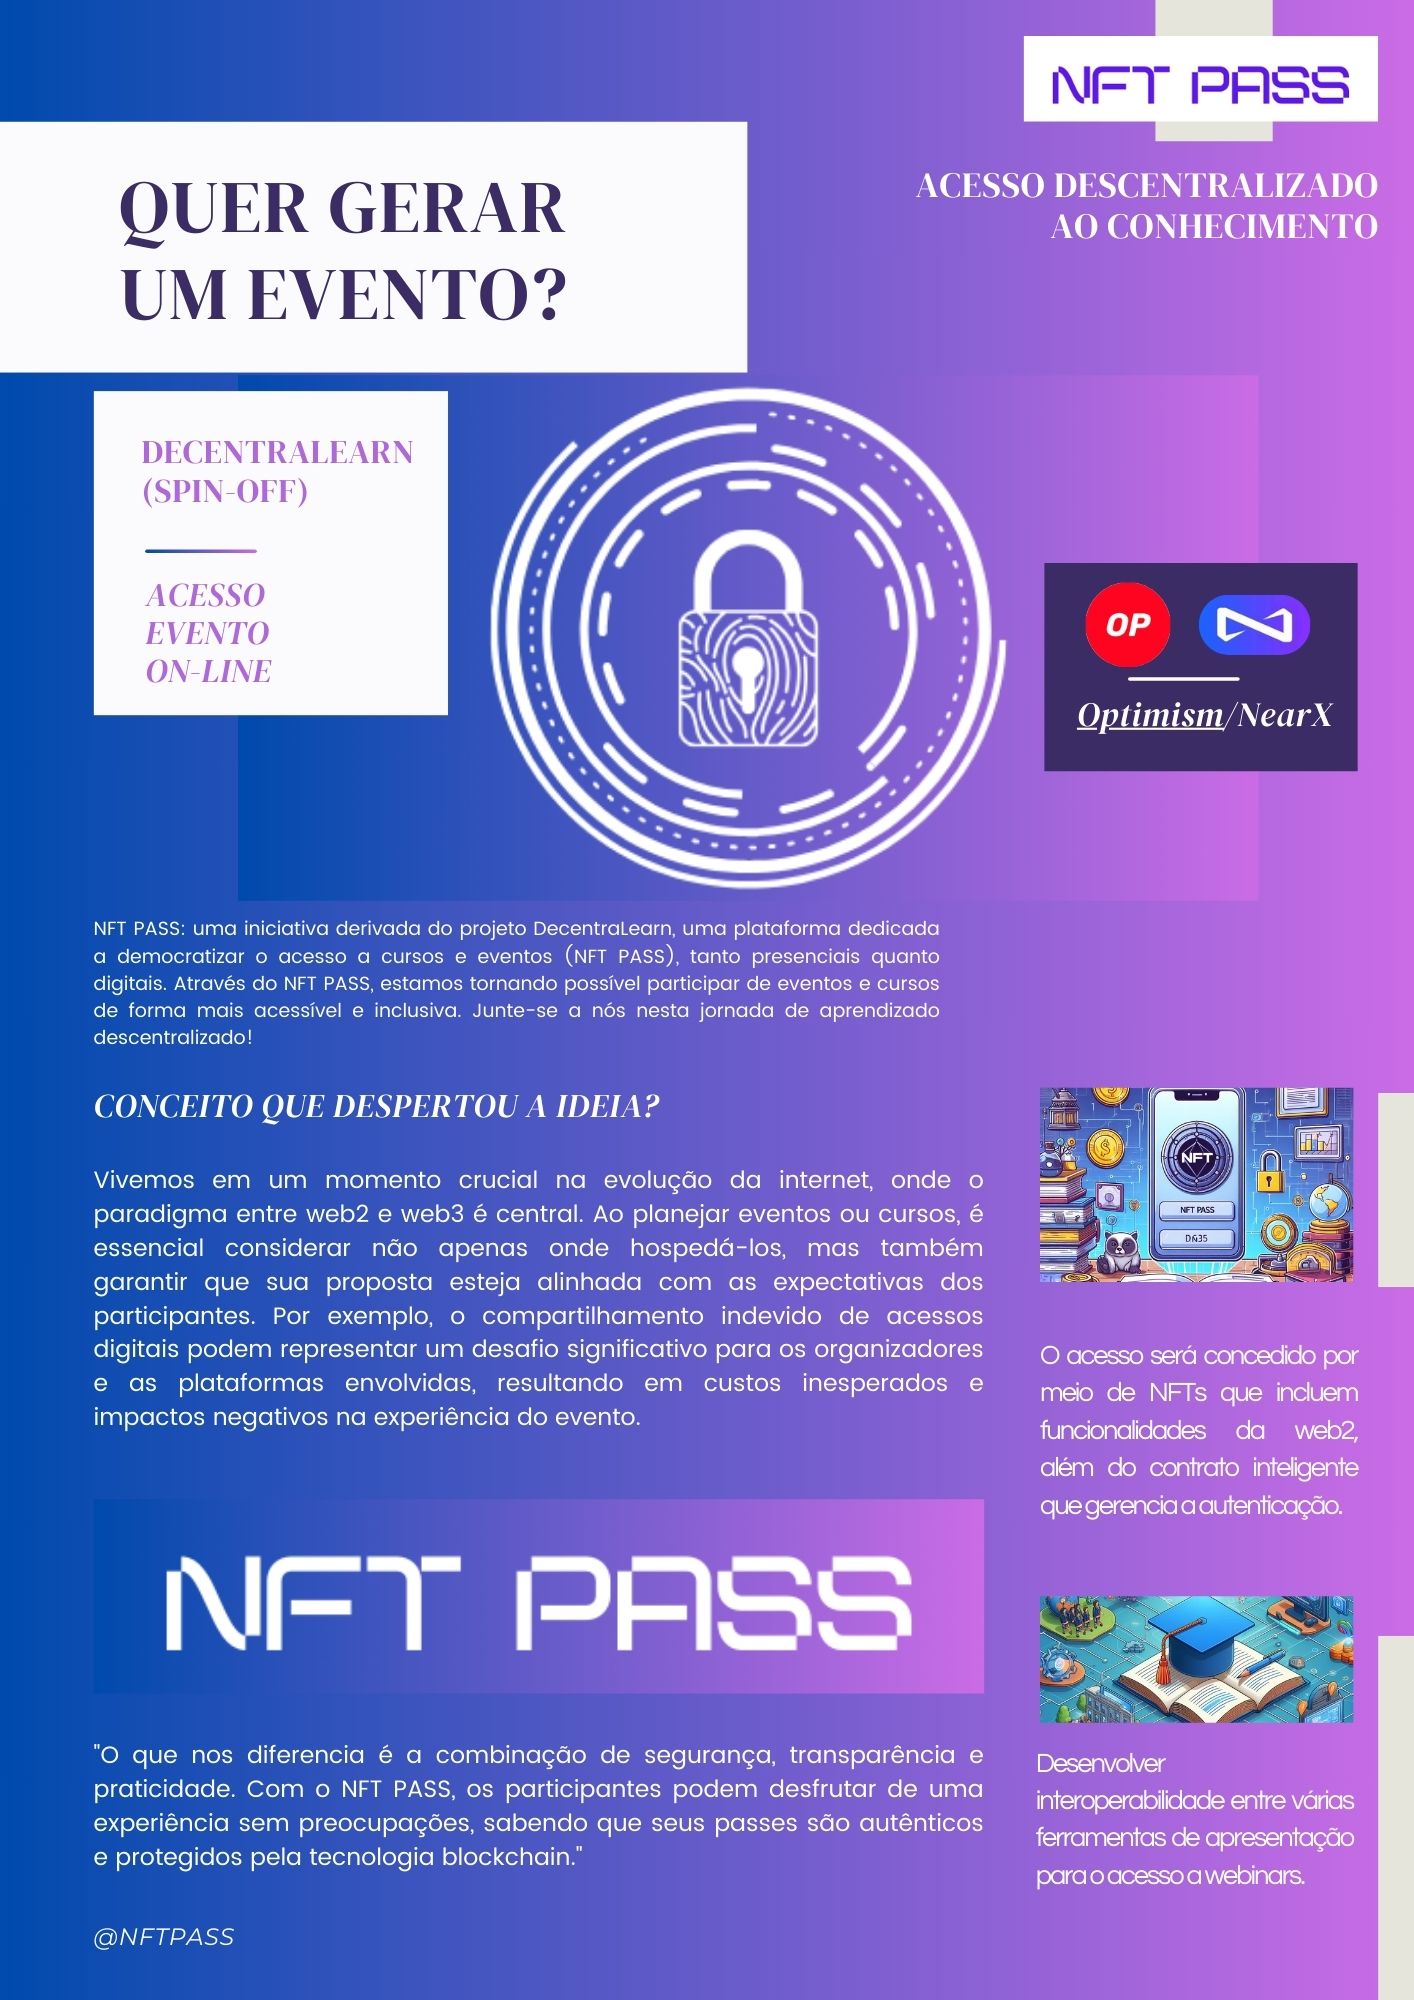 NFT PASS
ACESSO DESCENTRALIZADO
AO CONHECIMENTO
QUER GERAR
UM EVENTO?
DECENTRALEARN
(SPIN-OFF)
ACESSO
EVENTO
ON-LINE
OP
Optimism/NearX
NFT PASS: uma iniciativa derivada do projeto DecentraLearn, uma plataforma dedicada
a democratizar o acesso a cursos e eventos (NFT PASS), tanto presenciais quanto
digitais. Através do NFT PASS, estamos tornando possível participar de eventos e cursos
de forma mais acessível e inclusiva. Junte-se a nós nesta jornada de aprendizado
descentralizado!
CONCEITO QUE DESPERTOU A IDEIA?
Vivemos em um momento crucial na evolução da internet, onde o
paradigma entre web2 e web3 é central. Ao planejar eventos ou cursos, é
essencial considerar não apenas onde hospedá-los, mas também
garantir que sua proposta esteja alinhada com as expectativas dos
participantes. Por exemplo, o compartilhamento indevido de acessos
digitais podem representar um desafio significativo para os organizadores
e as plataformas envolvidas, resultando em custos inesperados e
impactos negativos na experiência do evento.
NFT PASS
"O que nos diferencia é a combinação de segurança, transparência e
praticidade. Com o NFT PASS, os participantes podem desfrutar de uma
experiência sem preocupações, sabendo que seus passes são autênticos
e protegidos pela tecnologia blockchain."
@NFTPASS
NFT
NFT PASS
O acesso será concedido por
meio de NFTs que incluem
funcionalidades da web2,
além do contrato inteligente
que gerencia a autenticação.
Desenvolver
interoperabilidade entre várias
ferramentas de apresentação
para o acesso a webinars.